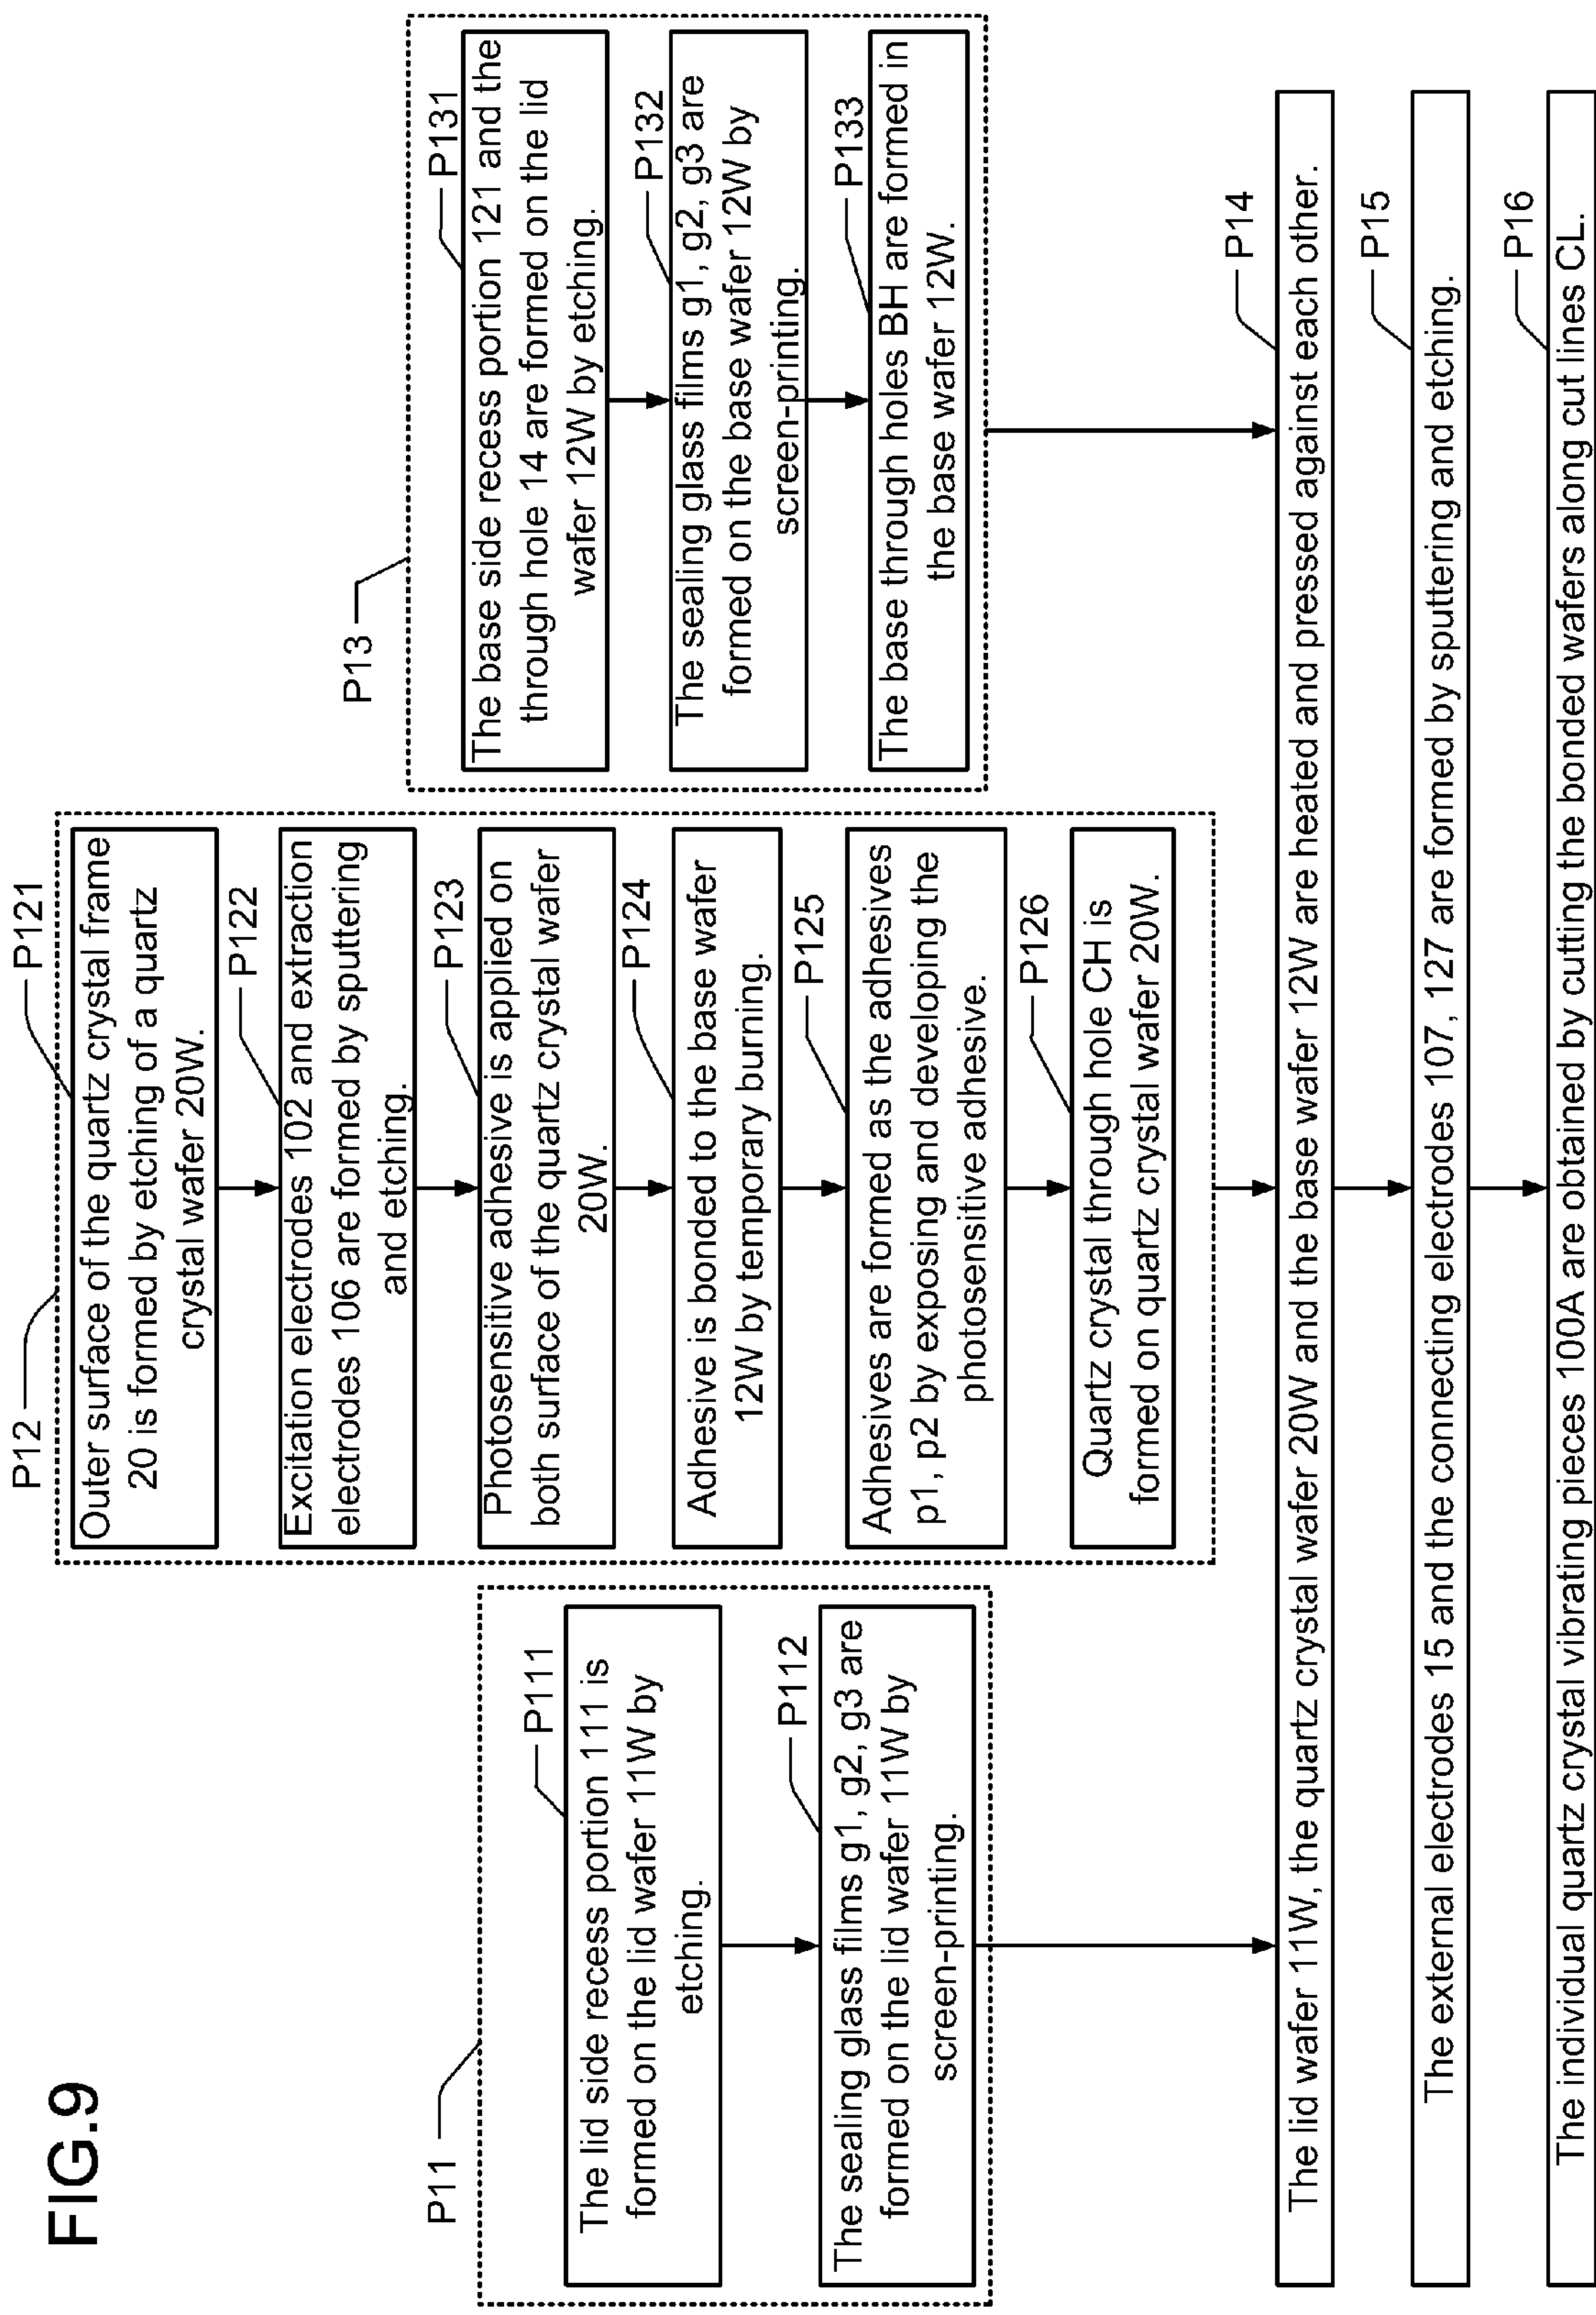 FIG.9
P11
P111
The lid side recess portion 111 is
formed on the lid wafer 11W by
etching.
P112
The sealing glass films g1, g2, g3 are
formed on the lid wafer 11W by
screen-printing.
P12
P121
Outer surface of the quartz crystal frame
20 is formed by etching of a quartz
crystal wafer 20W.
P122
Excitation electrodes 102 and extraction
electrodes 106 are formed by sputtering
and etching.
P123
Photosensitive adhesive is applied on
both surface of the quartz crystal wafer
20W.
P124
Adhesive is bonded to the base wafer
12W by temporary burning.
P125
Adhesives are formed as the adhesives
p1, p2 by exposing and developing the
photosensitive adhesive.
P126
Quartz crystal through hole CH is
formed on quartz crystal wafer 20W.
P13
P131
The base side recess portion 121 and the
through hole 14 are formed on the lid
wafer 12W by etching.
P132
The sealing glass films g1, g2, g3 are
formed on the base wafer 12W by
screen-printing.
P133
The base through holes BH are formed in
the base wafer 12W.
P14
The lid wafer 11W, the quartz crystal wafer 20W and the base wafer 12W are heated and pressed against each other.
P15
The external electrodes 15 and the connecting electrodes 107, 127 are formed by sputtering and etching.
P16
The individual quartz crystal vibrating pieces 100A are obtained by cutting the bonded wafers along cut lines CL.